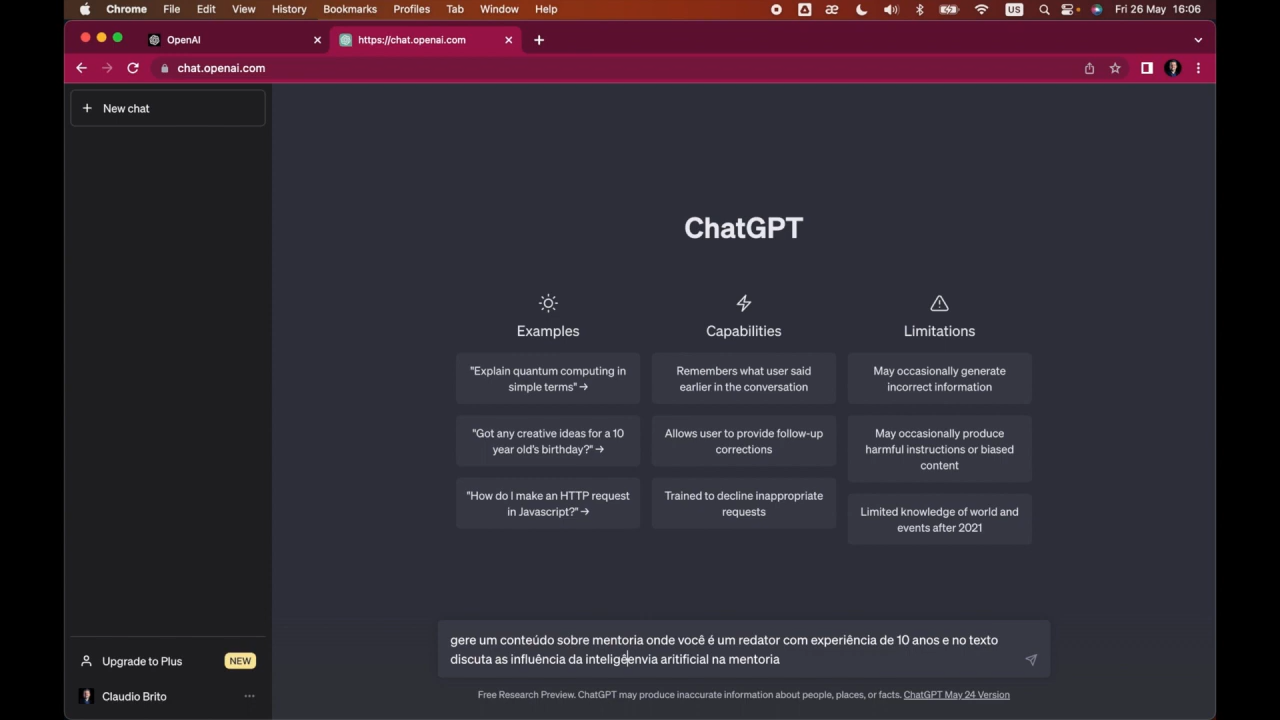 Chrome File Edit View History Bookmarks Profiles Tab Window Help US Fri 26 May 16:06
OpenAI https://chat.openai.com
chat.openai.com
New chat
ChatGPT
Examples
Capabilities
Limitations
"Explain quantum computing in
simple terms" →
Remembers what user said
earlier in the conversation
May occasionally generate
incorrect information
"Got any creative ideas for a 10
year old's birthday?" →
Allows user to provide follow-up
corrections
May occasionally produce
harmful instructions or biased
content
"How do I make an HTTP request
in Javascript?" →
Trained to decline inappropriate
requests
Limited knowledge of world and
events after 2021
gere um conteúdo sobre mentoria onde você é um redator com experiência de 10 anos e no texto
discuta as influência da inteligêenvia aritificial na mentoria
Upgrade to Plus NEW
Claudio Brito
Free Research Preview. ChatGPT may produce inaccurate information about people, places, or facts. ChatGPT May 24 Version